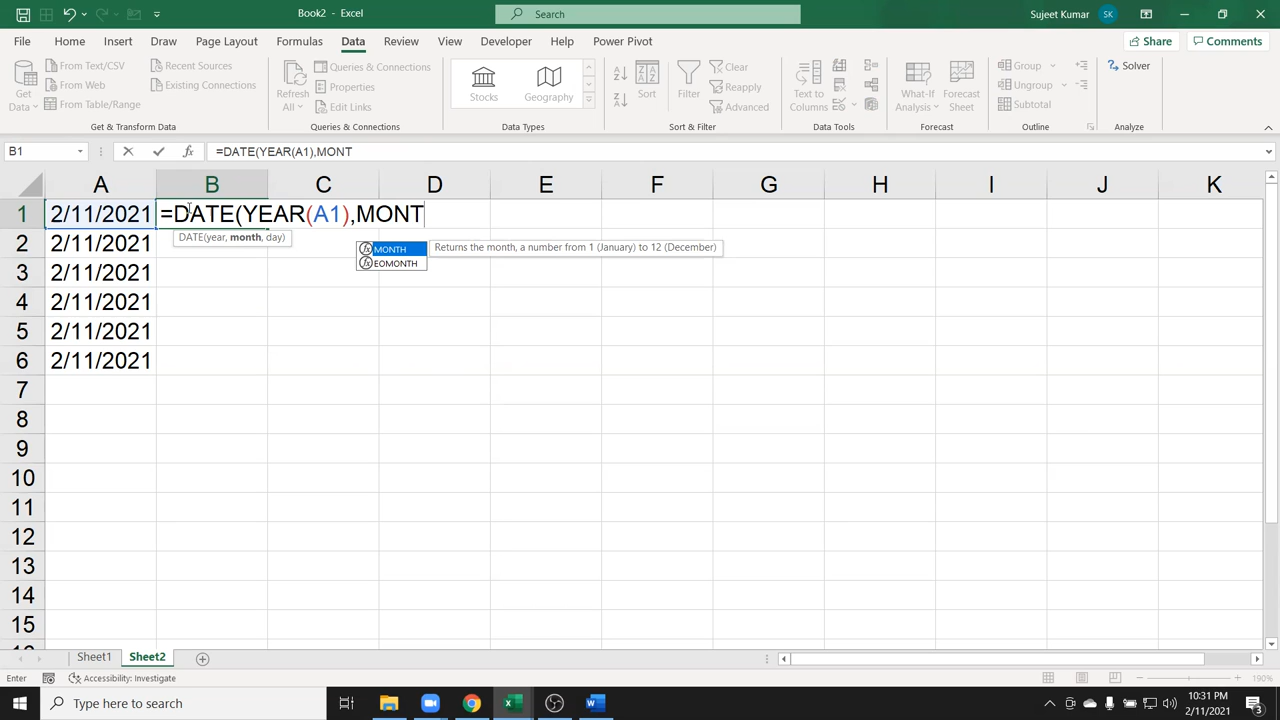 Book2 - Excel
Search
Sujeet Kumar
SK
File Home Insert Draw Page Layout Formulas Data Review View Developer Help Power Pivot
Share
Comments
Get Data
From Text/CSV
From Web
From Table/Range
Recent Sources
Existing Connections
Get & Transform Data
Refresh All
Queries & Connections
Properties
Edit Links
Queries & Connections
Stocks
Geography
Data Types
Sort
Filter
Clear
Reapply
Advanced
Sort & Filter
Text to Columns
Data Tools
What-If Analysis
Forecast Sheet
Forecast
Group
Ungroup
Subtotal
Outline
Solver
Analyze
B1
fx
=DATE(YEAR(A1),MONT
A B C D E F G H I J K
1 2/11/2021 =DATE(YEAR(A1),MONT
DATE(year, month, day)
MONTH
Returns the month, a number from 1 (January) to 12 (December)
EOMONTH
2 2/11/2021
3 2/11/2021
4 2/11/2021
5 2/11/2021
6 2/11/2021
7
8
9
10
11
12
13
14
15
Sheet1 Sheet2
Enter
Accessibility: Investigate
190%
Type here to search
10:31 PM
2/11/2021
3